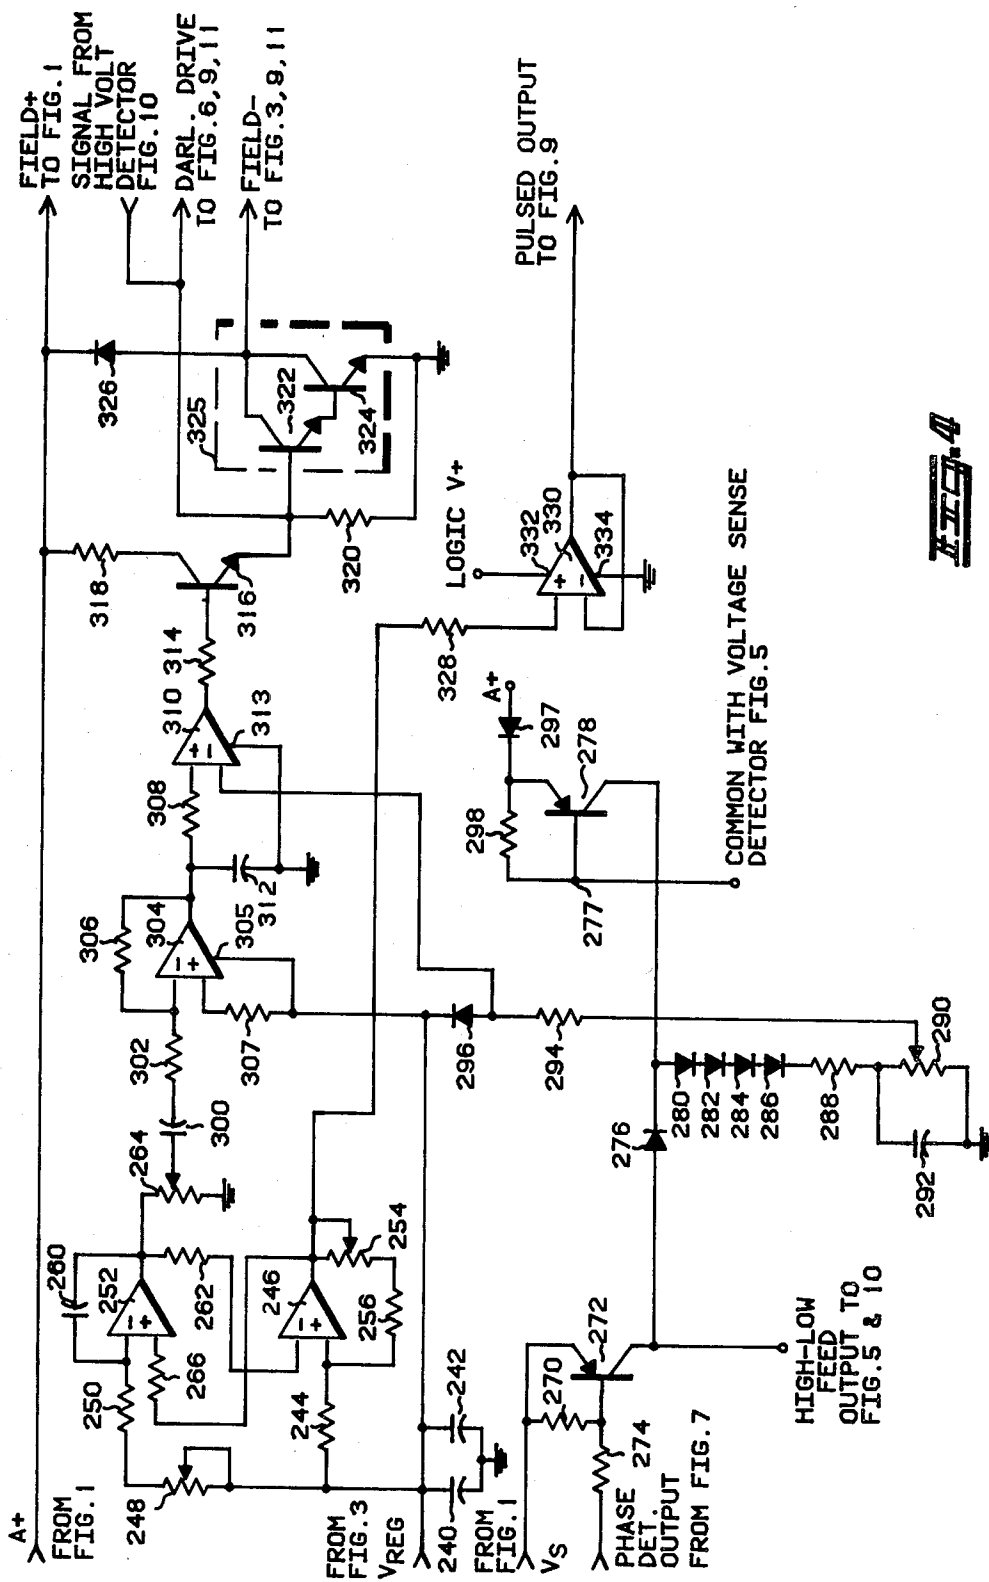 A+
FROM
FIG.1
FIELD+
TO FIG.1
SIGNAL FROM
HIGH VOLT
DETECTOR
FIG.10
DARL. DRIVE
TO FIG.6,9,11
FIELD-
TO FIG.3,9,11
326
325
322
324
318
316
320
314
310
313
308
312
306
304
305
302
307
300
264
260
252
262
250
266
248
246
254
256
244
242
240
FROM
FIG.3
VREG
FROM
FIG.1
VS
296
294
PULSED OUTPUT
TO FIG.9
LOGIC V+
332
330
334
328
A+
297
278
298
277
COMMON WITH VOLTAGE SENSE
DETECTOR FIG.5
276
280
282
284
286
288
290
292
270
272
274
PHASE
DET.
OUTPUT
FROM FIG.7
HIGH-LOW
FEED
OUTPUT TO
FIG.5 & 10
FIG.4